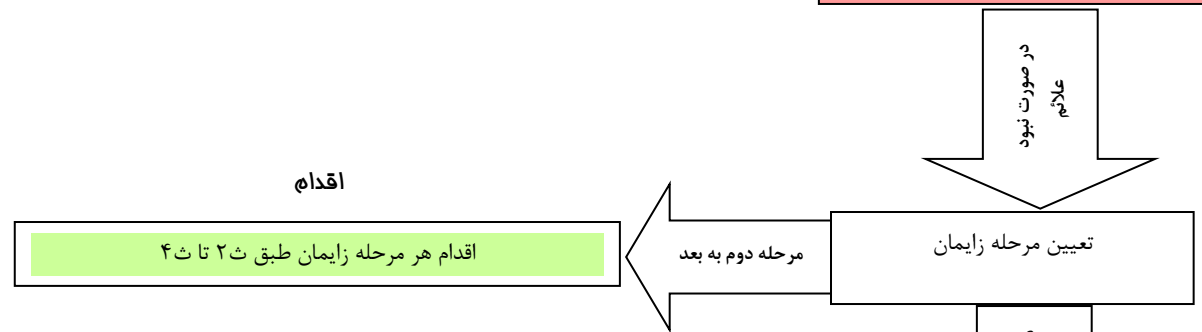 در صورت نبود
علائم
اقدام
تعیین مرحله زایمان
مرحله دوم به بعد
اقدام هر مرحله زایمان طبق ث۲ تا ث۴